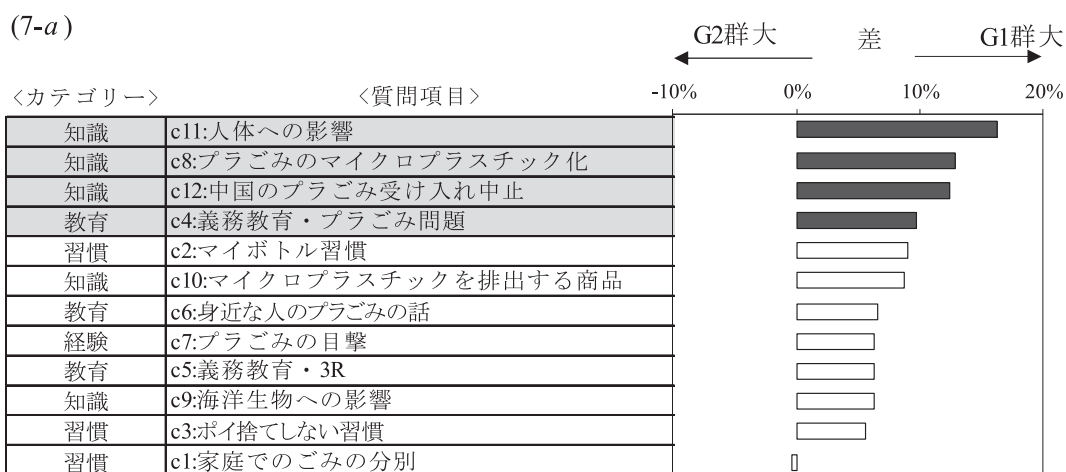 (7-a)
G2群大 差 G1群大
<カテゴリー> <質問項目> -10% 0% 10% 20%
知識 c11:人体への影響
知識 c8:プラごみのマイクロプラスチック化
知識 c12:中国のプラごみ受け入れ中止
教育 c4:義務教育・プラごみ問題
習慣 c2:マイボトル習慣
知識 c10:マイクロプラスチックを排出する商品
教育 c6:身近な人のプラごみの話
経験 c7:プラごみの目撃
教育 c5:義務教育・3R
知識 c9:海洋生物への影響
習慣 c3:ポイ捨てしない習慣
習慣 c1:家庭でのごみの分別